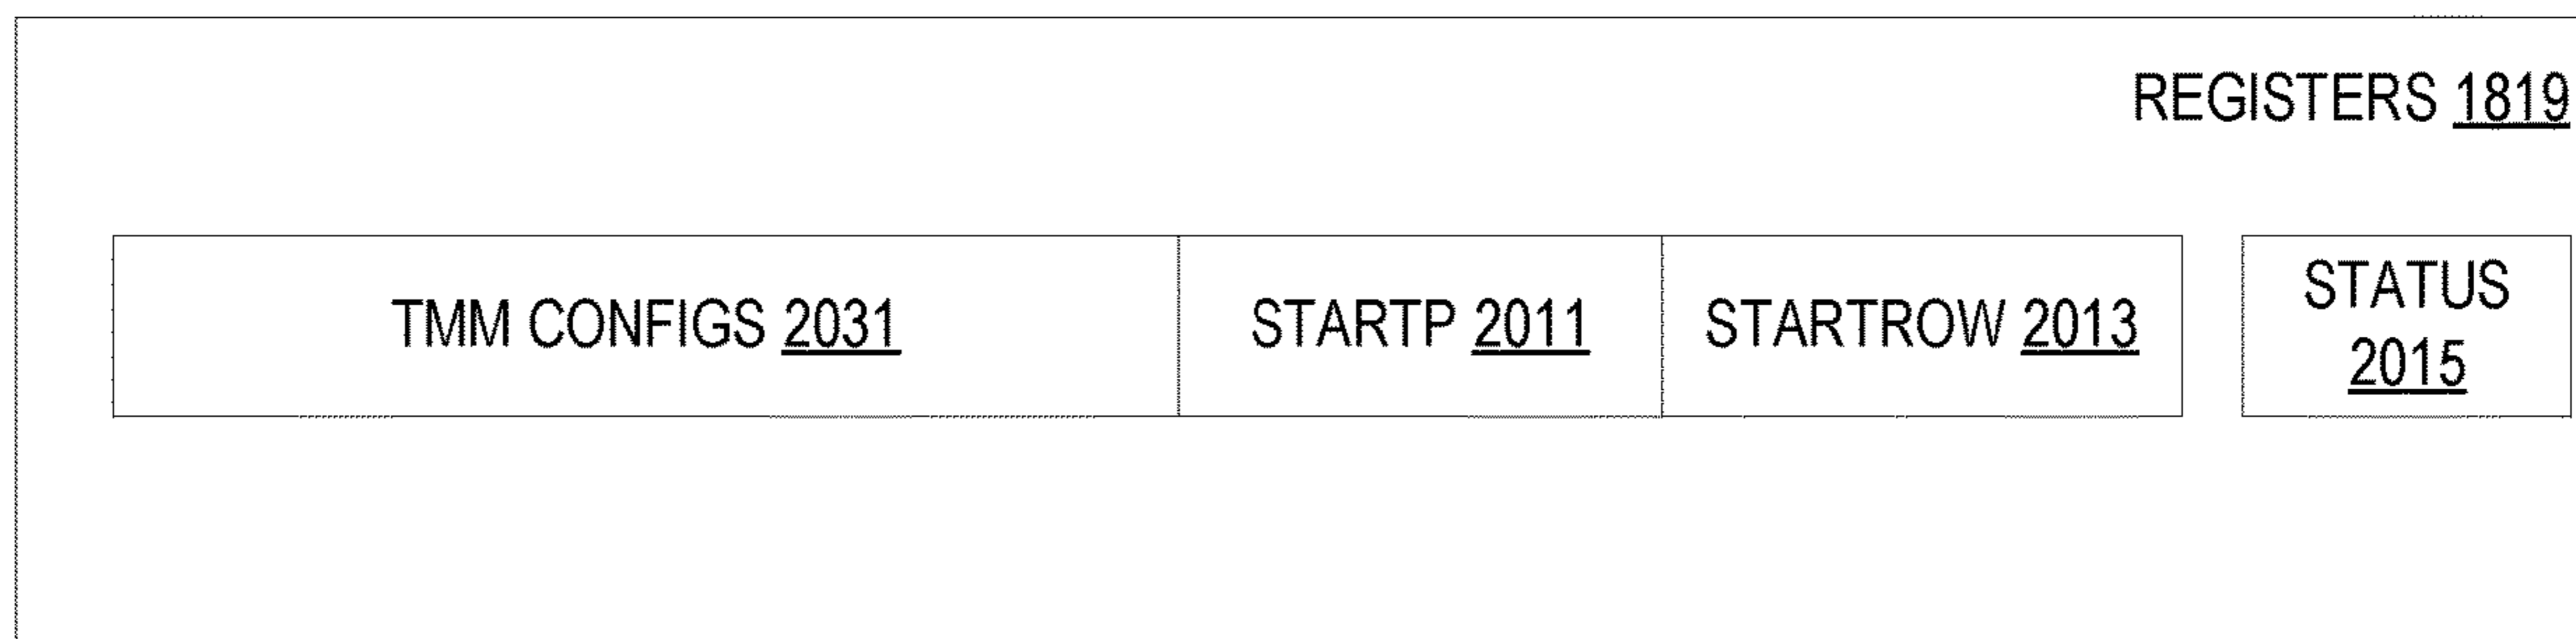 REGISTERS 1819
TMM CONFIGS 2031
STARTP 2011
STARTROW 2013
STATUS
2015